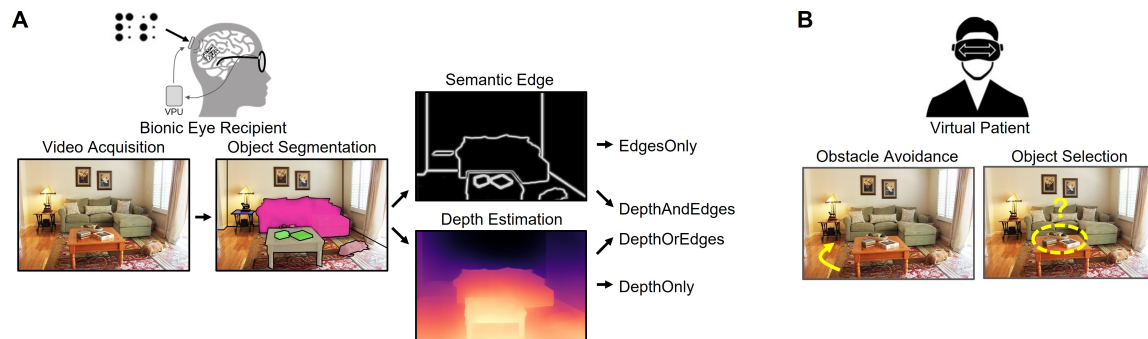 A
VPU
Bionic Eye Recipient
Video Acquisition
Object Segmentation
Semantic Edge
Depth Estimation
EdgesOnly
DepthAndEdges
DepthOrEdges
DepthOnly
B
Virtual Patient
Obstacle Avoidance
Object Selection
?